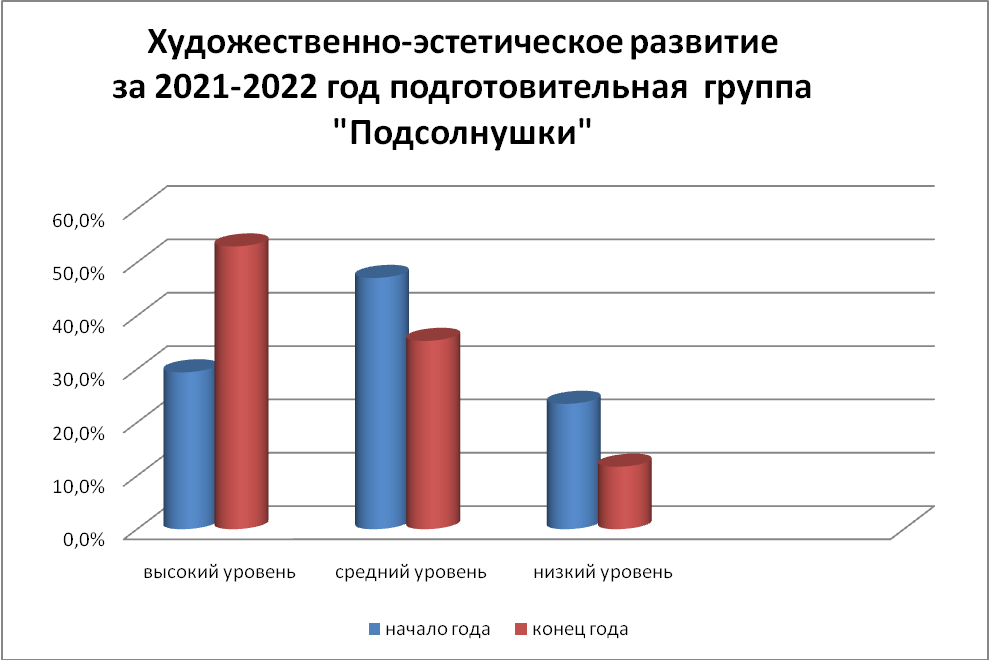 Художественно-эстетическое развитие
за 2021-2022 год подготовительная группа
"Подсолнушки"
60,0%
50,0%
40,0%
30,0%
20,0%
10,0%
0,0%
высокий уровень средний уровень низкий уровень
начало года конец года